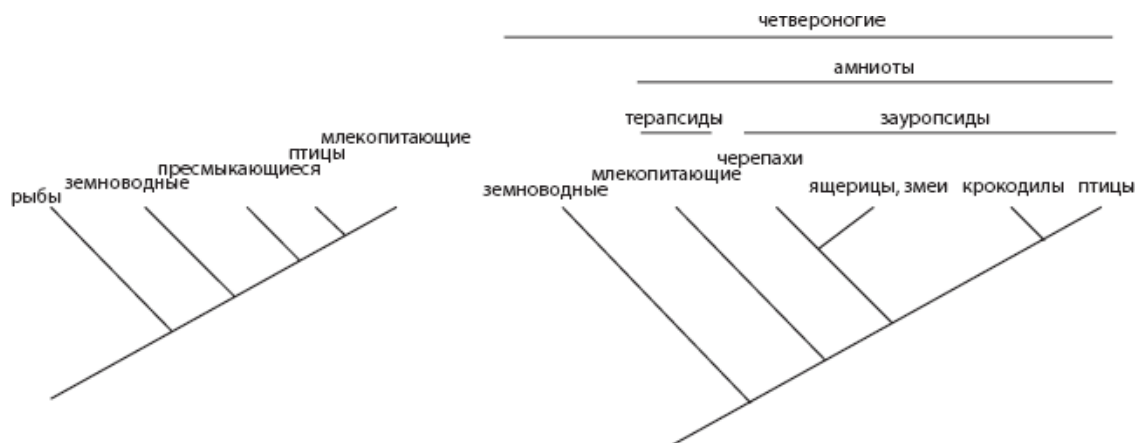 рыбы
земноводные
пресмыкающиеся
птицы
млекопитающие
четвероногие
амниоты
терапсиды
зауропсиды
земноводные
млекопитающие
черепахи
ящерицы, змеи
крокодилы
птицы